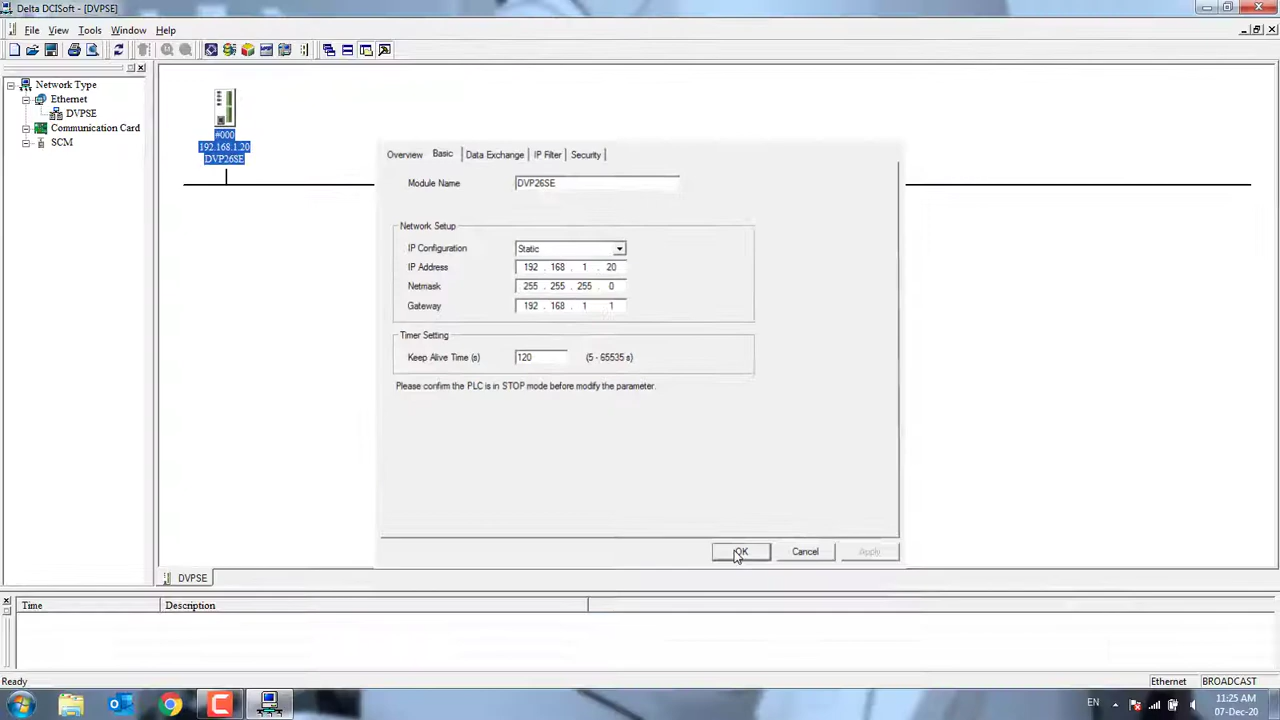 Delta DCISoft - [DVPSE]
File View Tools Window Help
Network Type
Ethernet
DVPSE
Communication Card
SCM
#000
192.168.1.20
DVP26SE
Overview Basic Data Exchange IP Filter Security
Module Name DVP26SE
Network Setup
IP Configuration Static
IP Address 192 . 168 . 1 . 20
Netmask 255 . 255 . 255 . 0
Gateway 192 . 168 . 1 . 1
Timer Setting
Keep Alive Time (s) 120 (5 - 65535 s)
Please confirm the PLC is in STOP mode before modify the parameter.
OK Cancel Apply
DVPSE
Time Description
Ready Ethernet BROADCAST
EN 11:25 AM
07-Dec-20